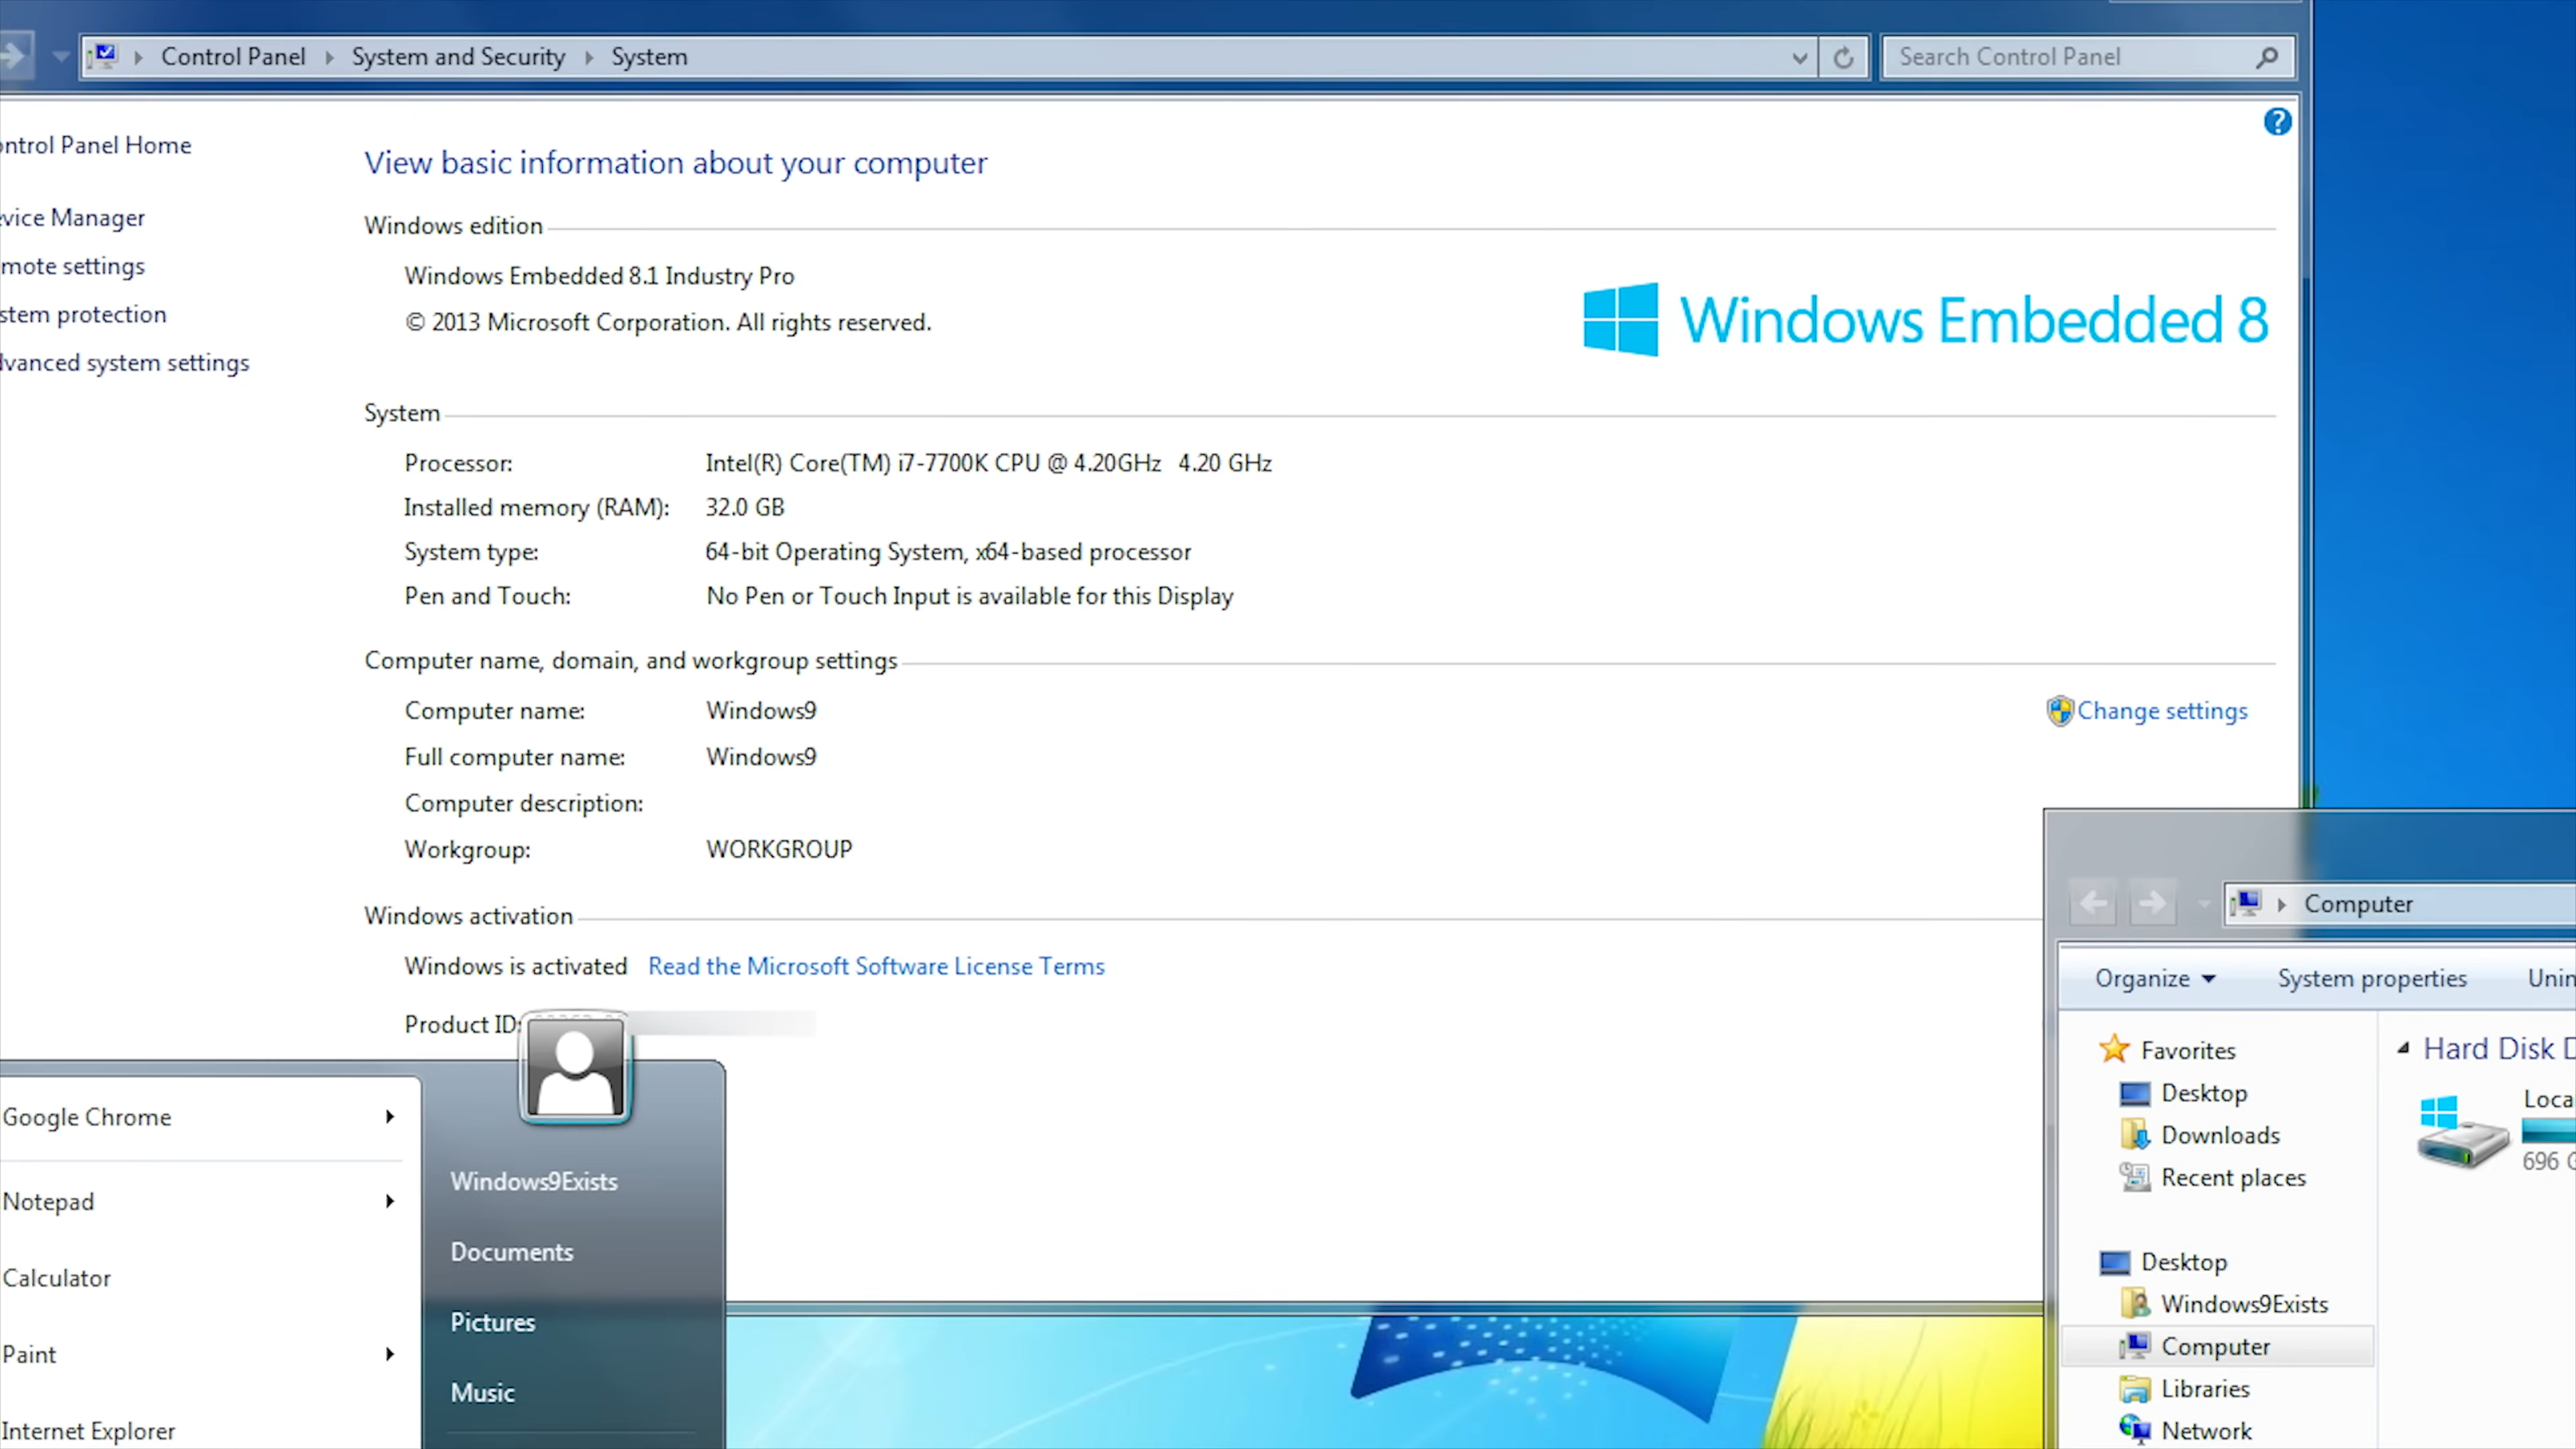 Control Panel System and Security System
Search Control Panel
ontrol Panel Home
evice Manager
mote settings
stem protection
dvanced system settings
View basic information about your computer
Windows edition
Windows Embedded 8.1 Industry Pro
© 2013 Microsoft Corporation. All rights reserved.
Windows Embedded 8
System
Processor: Intel(R) Core(TM) i7-7700K CPU @ 4.20GHz 4.20 GHz
Installed memory (RAM): 32.0 GB
System type: 64-bit Operating System, x64-based processor
Pen and Touch: No Pen or Touch Input is available for this Display
Computer name, domain, and workgroup settings
Computer name: Windows9
Change settings
Full computer name: Windows9
Computer description:
Workgroup: WORKGROUP
Windows activation
Windows is activated Read the Microsoft Software License Terms
Product ID:
Google Chrome
Notepad
Calculator
Paint
Internet Explorer
Windows9Exists
Documents
Pictures
Music
Computer
Organize System properties Unin
Favorites
Desktop
Downloads
Recent places
Desktop
Windows9Exists
Computer
Libraries
Network
Hard Disk D
Loca
696 G